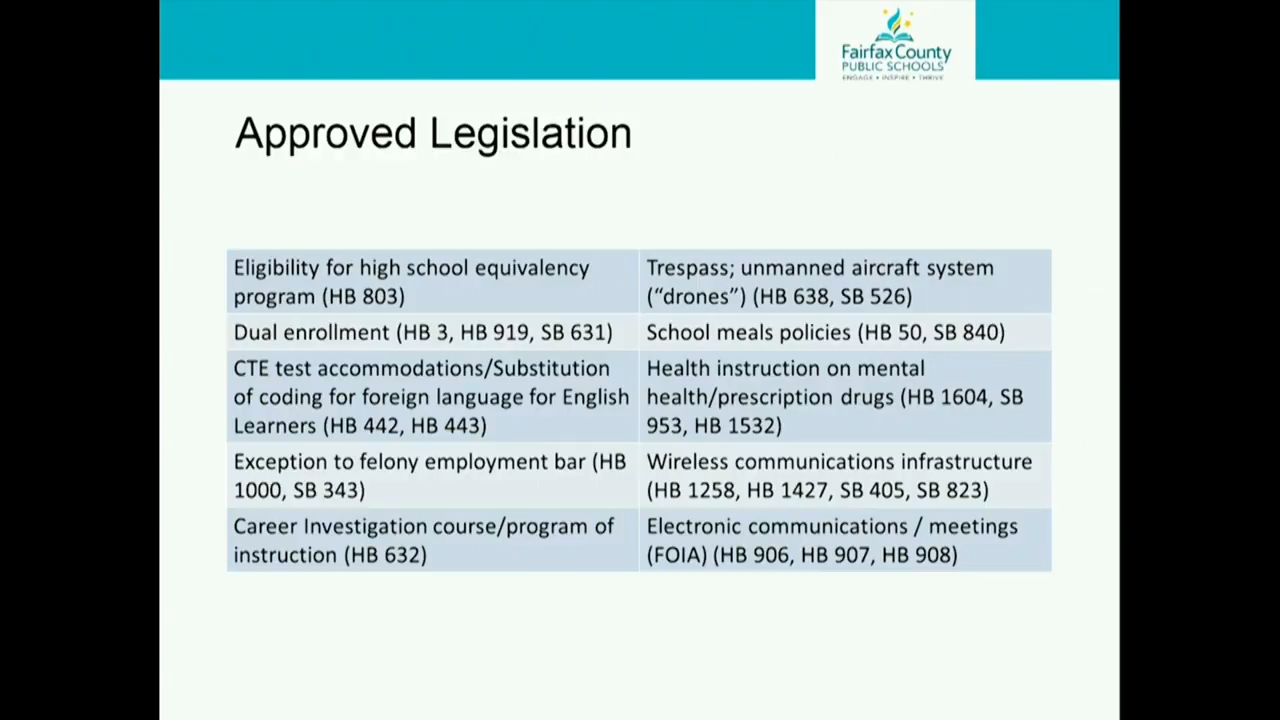 Fairfax County
PUBLIC SCHOOLS
ENGAGE • INSPIRE • THRIVE
Approved Legislation
Eligibility for high school equivalency
program (HB 803)
Trespass; unmanned aircraft system
(“drones”) (HB 638, SB 526)
Dual enrollment (HB 3, HB 919, SB 631)
School meals policies (HB 50, SB 840)
CTE test accommodations/Substitution
of coding for foreign language for English
Learners (HB 442, HB 443)
Health instruction on mental
health/prescription drugs (HB 1604, SB
953, HB 1532)
Exception to felony employment bar (HB
1000, SB 343)
Wireless communications infrastructure
(HB 1258, HB 1427, SB 405, SB 823)
Career Investigation course/program of
instruction (HB 632)
Electronic communications / meetings
(FOIA) (HB 906, HB 907, HB 908)